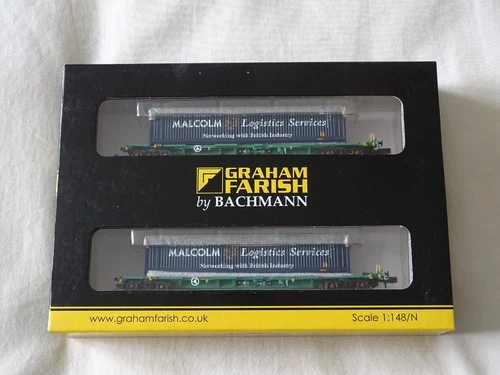 MALCOLM Logistics Services
Networking with British Industry
GRAHAM
FARISH
by BACHMANN
MALCOLM Logistics Services
Networking with British Industry
www.grahamfarish.co.uk Scale 1:148/N